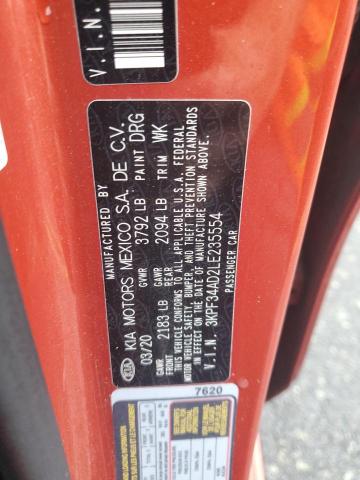 V.I.N.
MANUFACTURED BY
KIA MOTORS MEXICO S.A. DE C.V.
03/20 GVWR 3792 LB PAINT DRG
GAWR FRONT 2183 LB GAWR REAR 2094 LB TRIM WK
THIS VEHICLE CONFORMS TO ALL APPLICABLE U.S.A. FEDERAL
MOTOR VEHICLE SAFETY, BUMPER, AND THEFT PREVENTION STANDARDS
IN EFFECT ON THE DATE OF MANUFACTURE SHOWN ABOVE.
V.I.N. 3KPF34AD2LE235554
PASSENGER CAR
KIA
7620